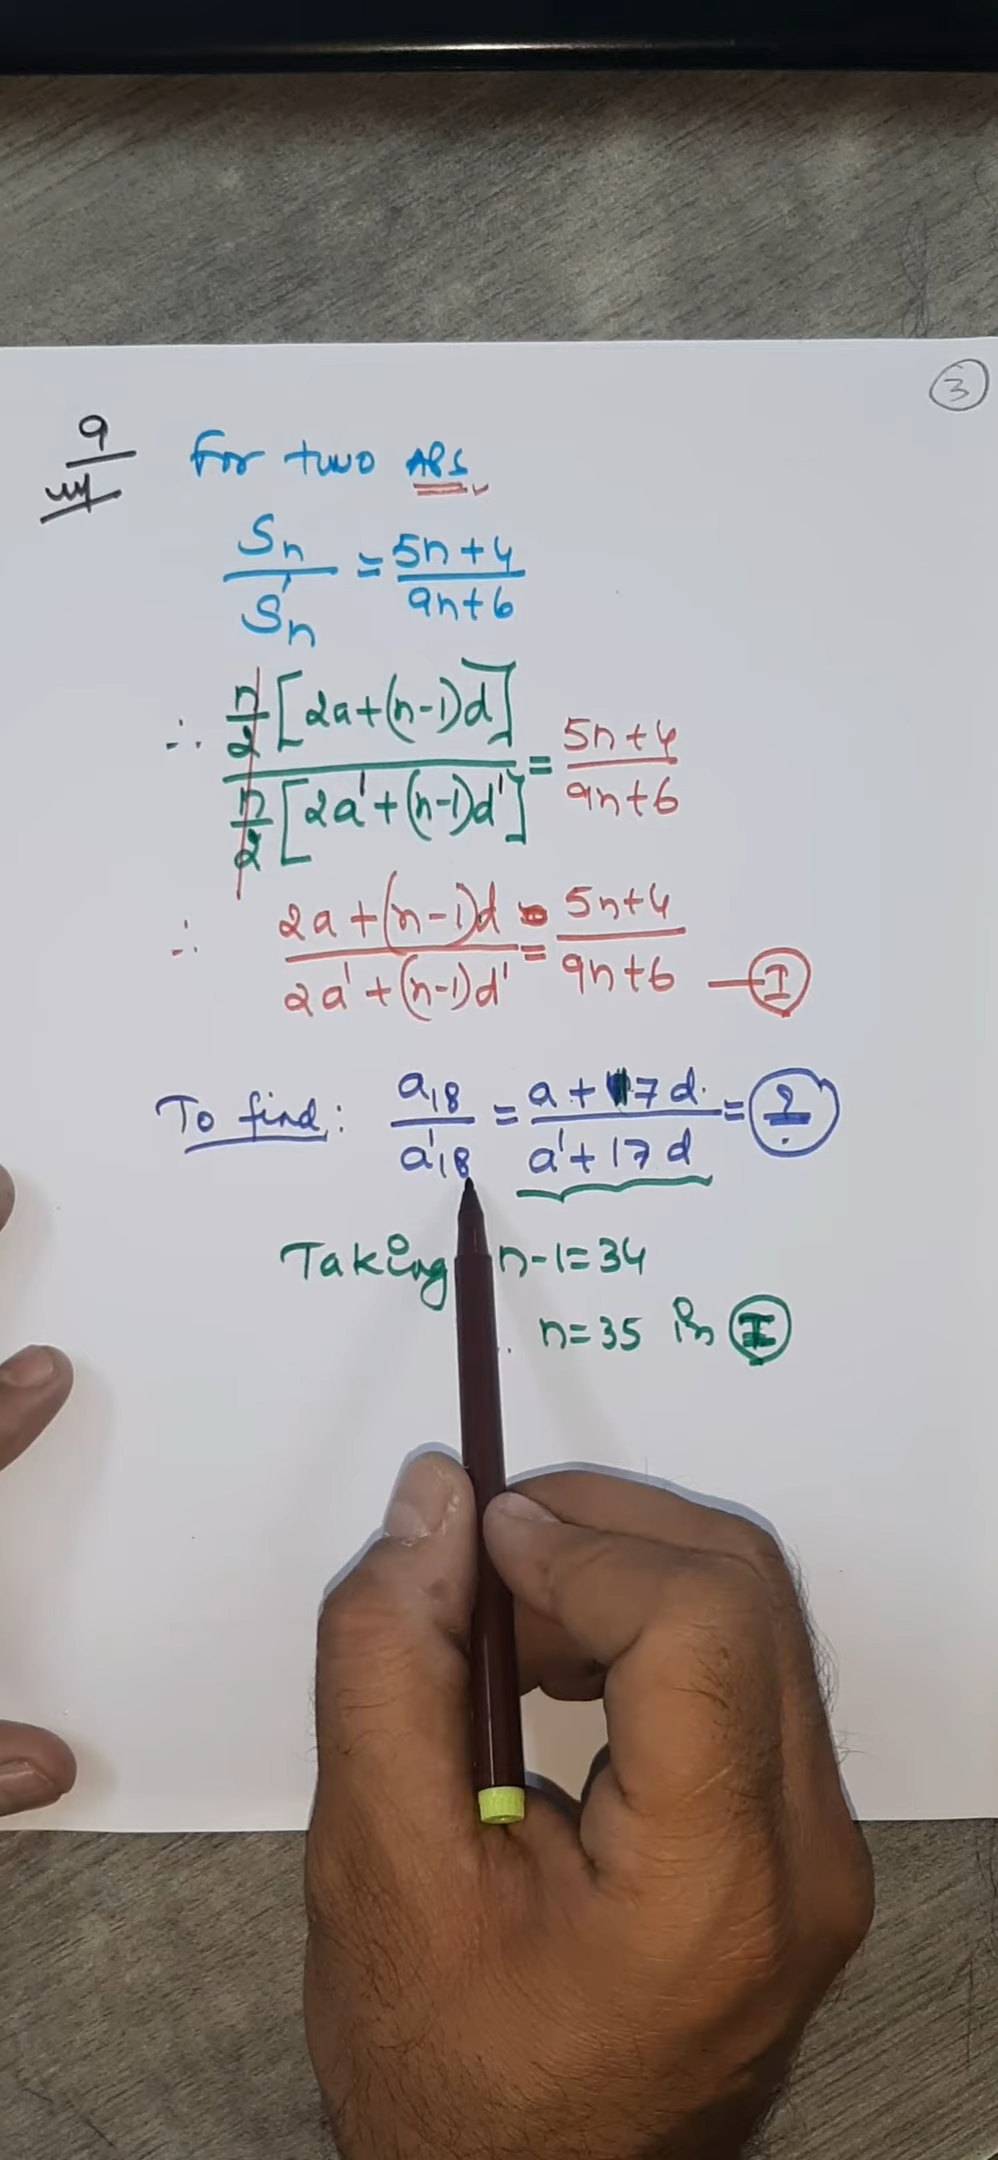 3
9
For two APs
Sn / S'n = 5n+4 / 9n+6
∴ n/2 [2a+(n-1)d] / n/2 [2a'+(n-1)d'] = 5n+4 / 9n+6
∴ 2a+(n-1)d / 2a'+(n-1)d' = 5n+4 / 9n+6 — I
To find: a18 / a'18 = a+17d / a'+17d = ?
Taking n-1=34
n=35 in I